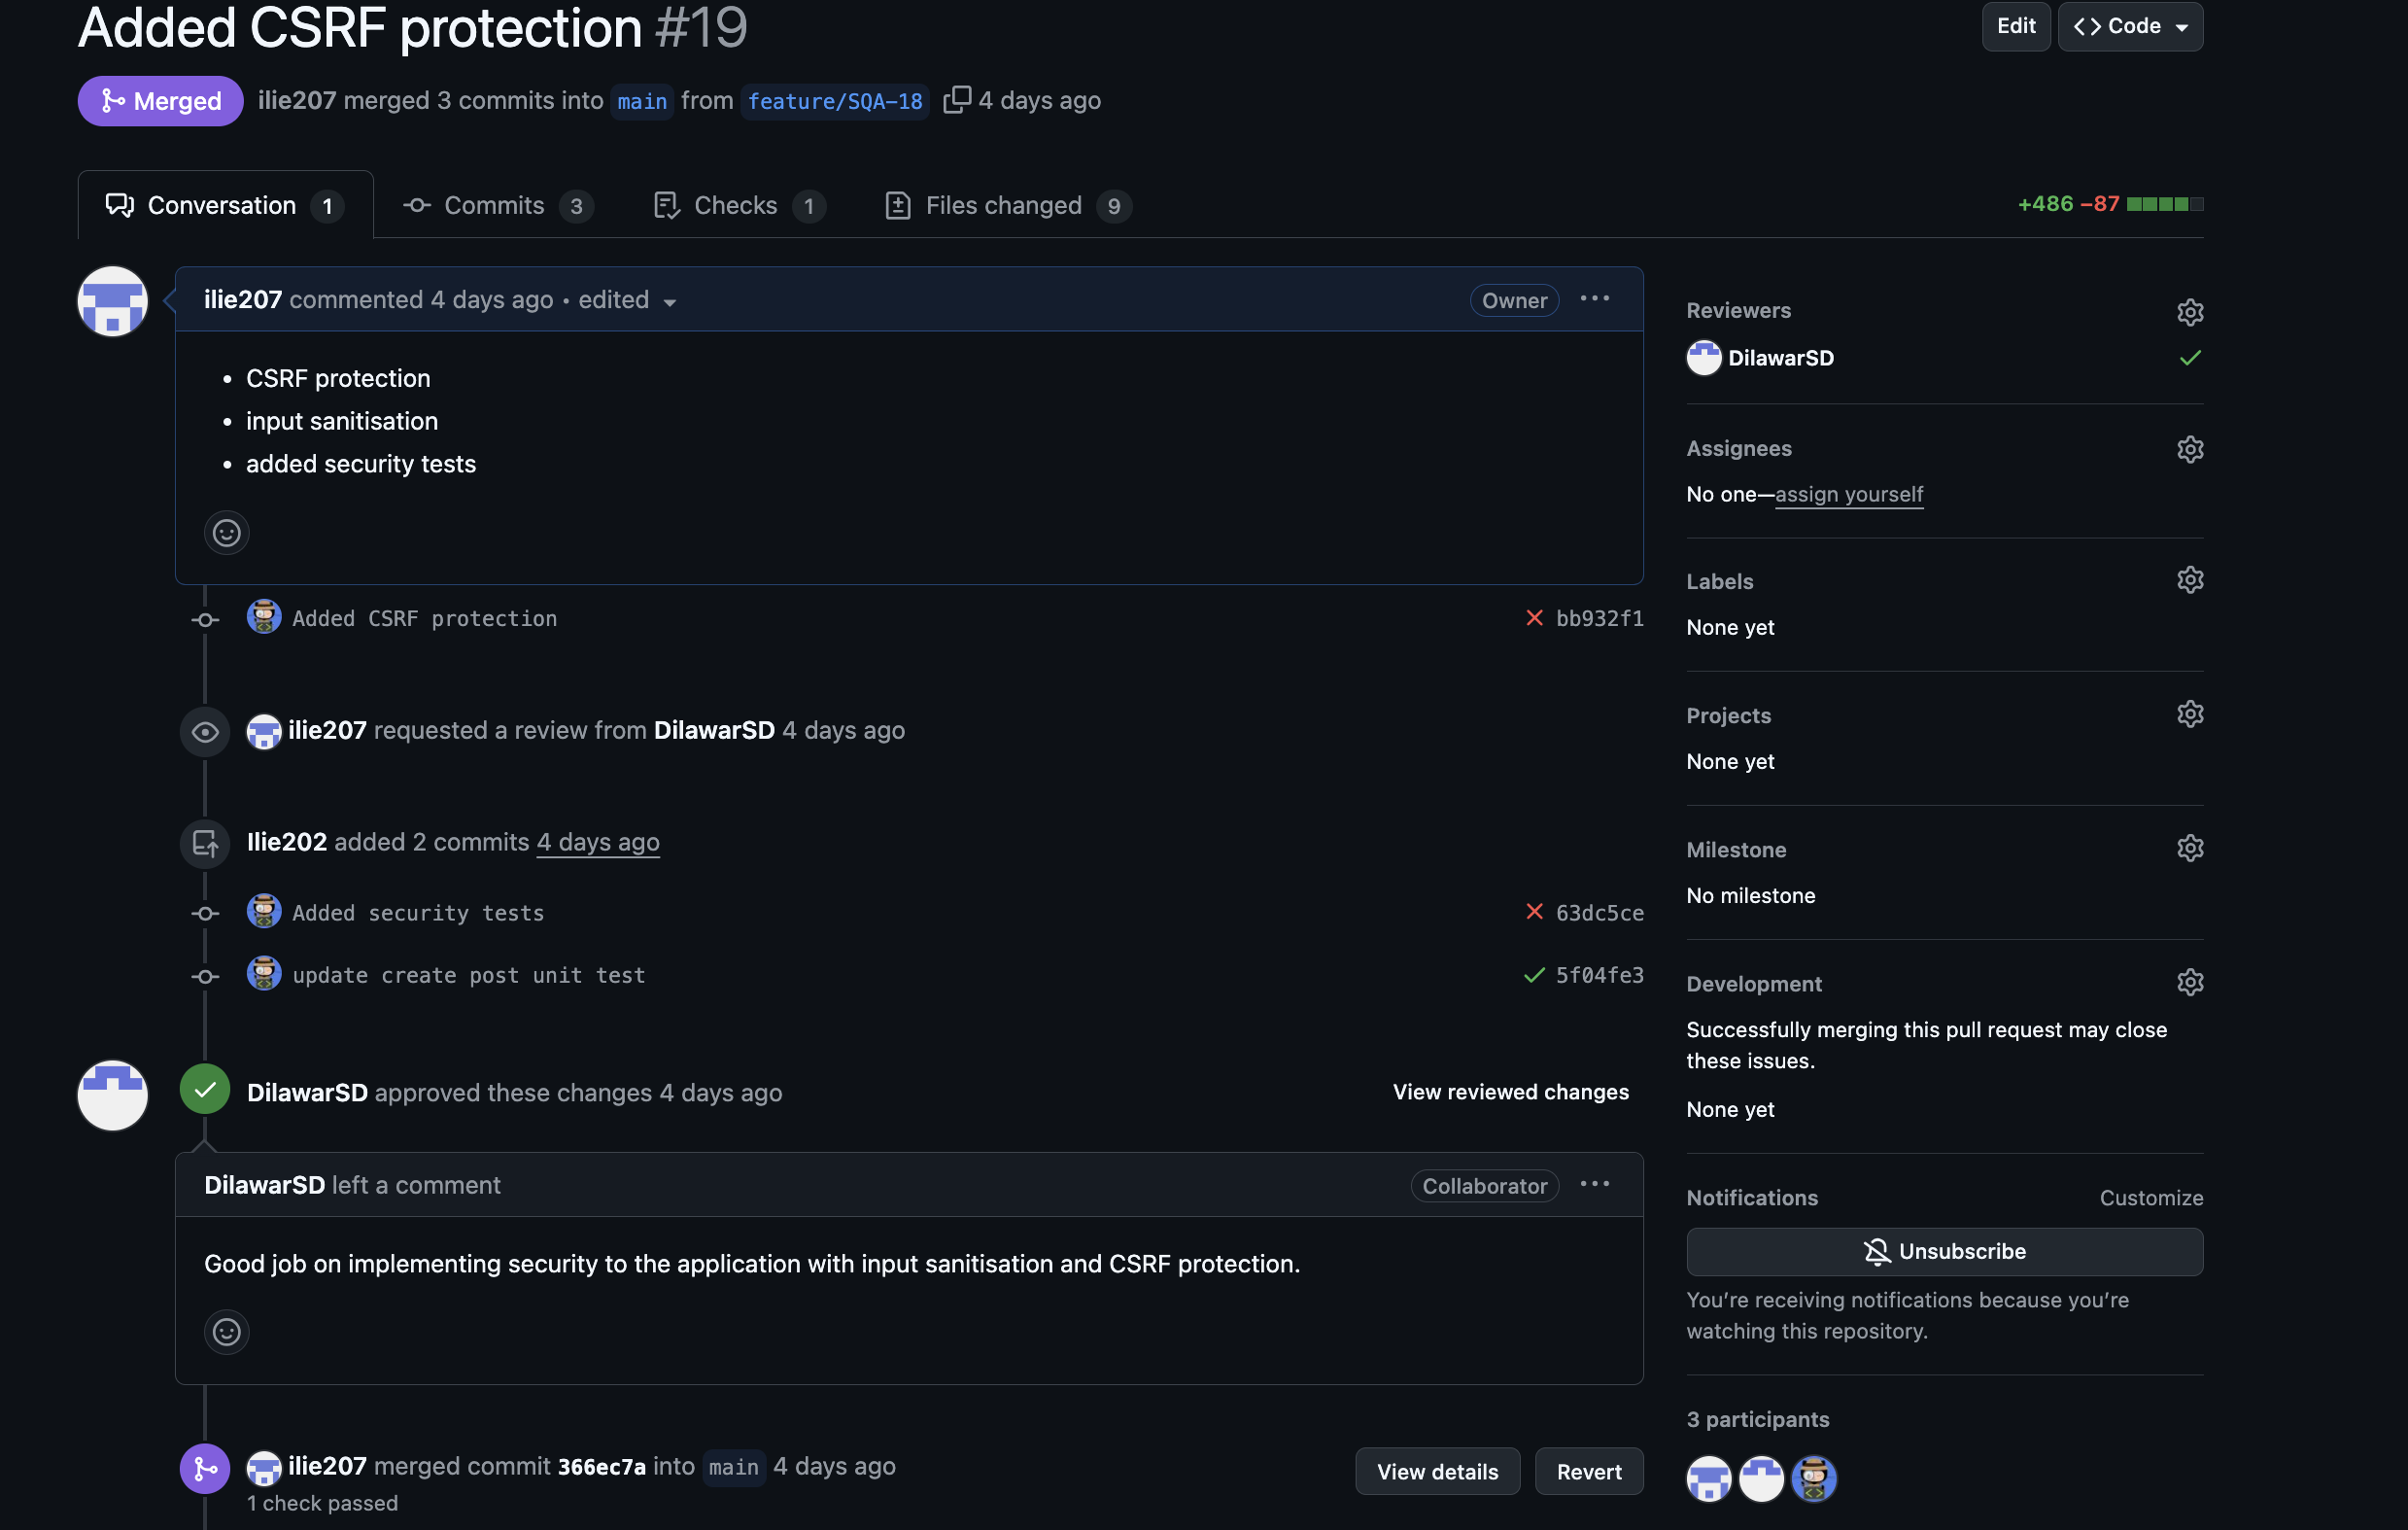 Added CSRF protection #19
Edit
Code
Merged
ilie207 merged 3 commits into main from feature/SQA-18 4 days ago
Conversation 1
Commits 3
Checks 1
Files changed 9
+486 −87
ilie207 commented 4 days ago • edited
Owner
• CSRF protection
• input sanitisation
• added security tests
Added CSRF protection
bb932f1
ilie207 requested a review from DilawarSD 4 days ago
Ilie202 added 2 commits 4 days ago
Added security tests
63dc5ce
update create post unit test
5f04fe3
DilawarSD approved these changes 4 days ago
View reviewed changes
DilawarSD left a comment
Collaborator
Good job on implementing security to the application with input sanitisation and CSRF protection.
ilie207 merged commit 366ec7a into main 4 days ago
1 check passed
View details
Revert
Reviewers
DilawarSD
Assignees
No one—assign yourself
Labels
None yet
Projects
None yet
Milestone
No milestone
Development
Successfully merging this pull request may close
these issues.
None yet
Notifications
Customize
Unsubscribe
You’re receiving notifications because you’re
watching this repository.
3 participants